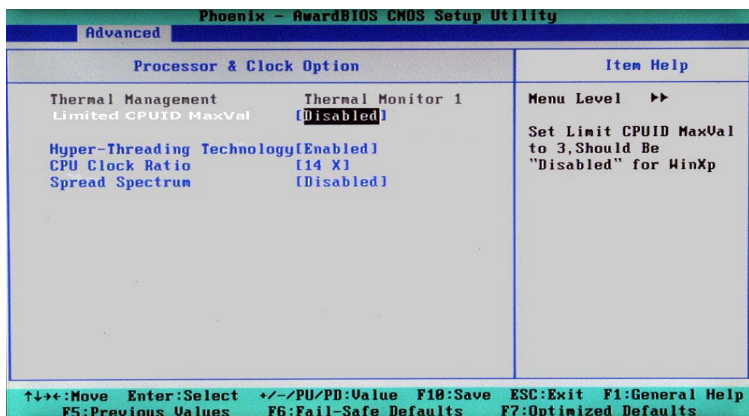 Phoenix - AwardBIOS CMOS Setup Utility
Advanced
Processor & Clock Option
Item Help
Thermal Management Thermal Monitor 1
Limited CPUID MaxVal [Disabled]
Hyper-Threading Technology[Enabled]
CPU Clock Ratio [14 X]
Spread Spectrum [Disabled]
Menu Level ►►
Set Limit CPUID MaxVal
to 3,Should Be
"Disabled" for WinXp
↑↓→←:Move Enter:Select +/-/PU/PD:Value F10:Save ESC:Exit F1:General Help
F5:Previous Values F6:Fail-Safe Defaults F7:Optimized Defaults